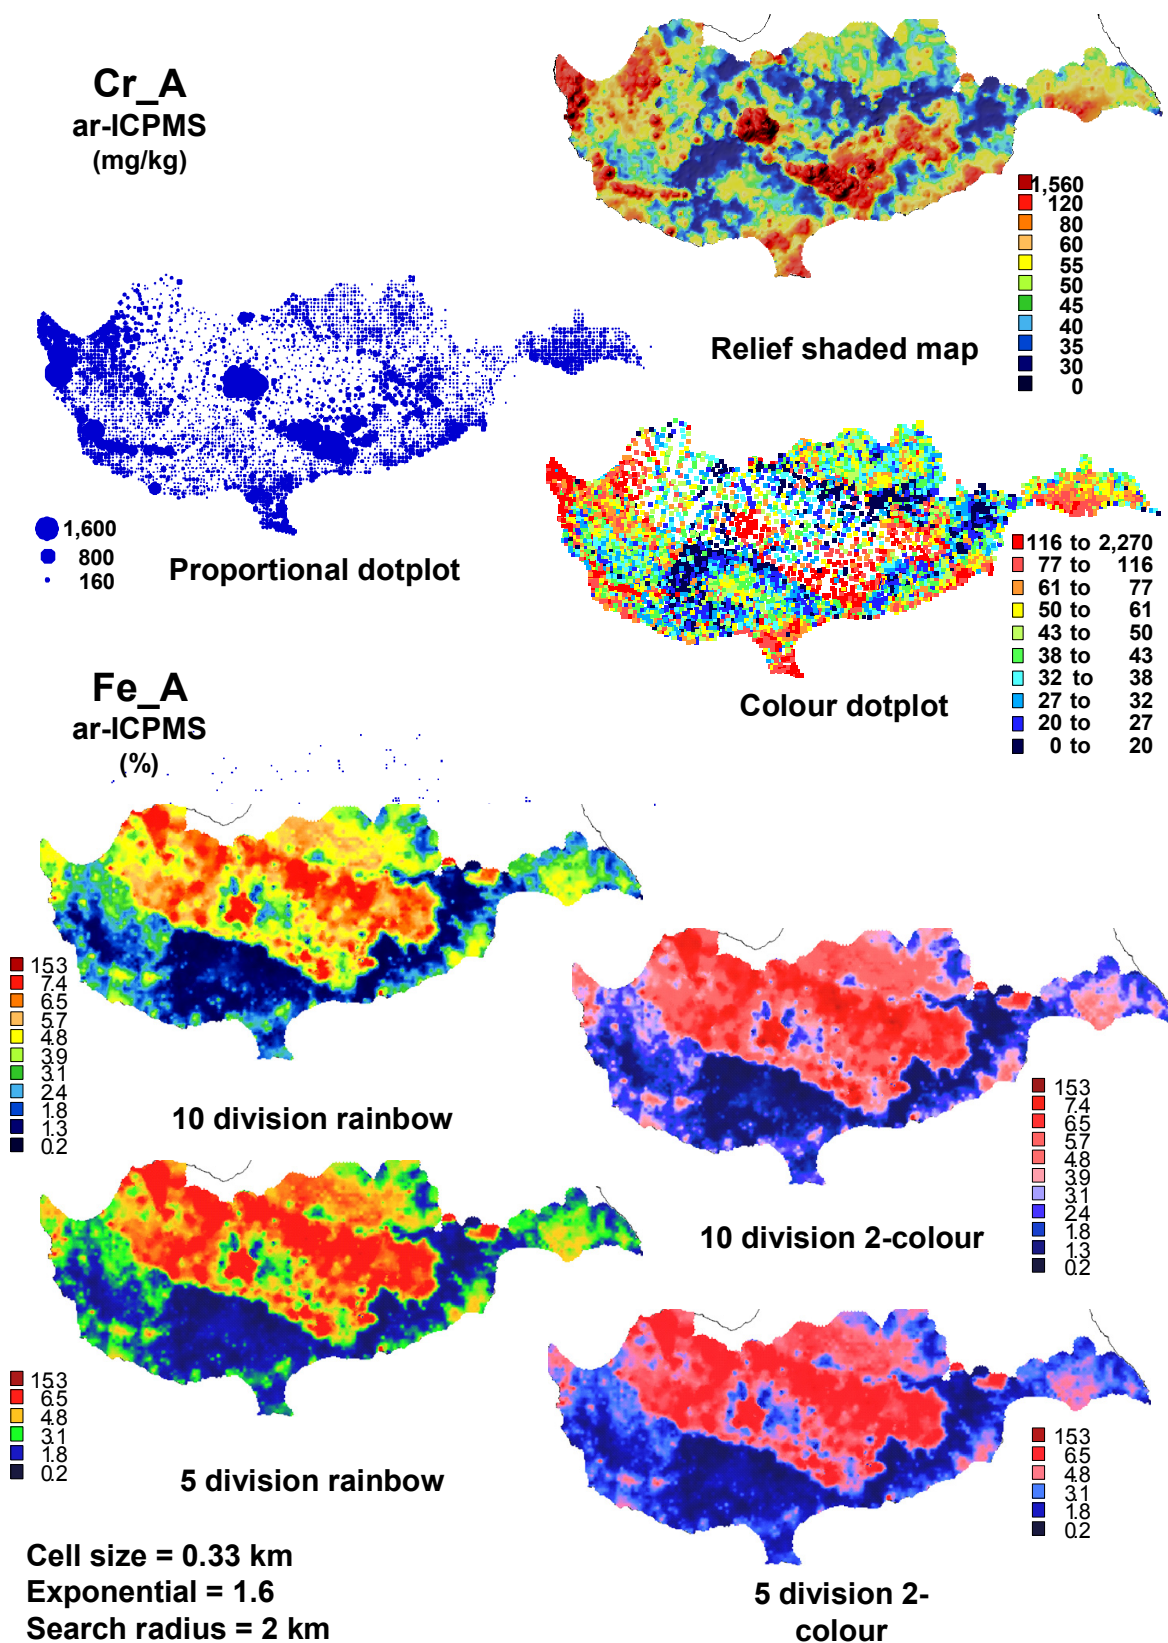 Cr_A
ar-ICPMS
(mg/kg)
1,560
120
80
60
55
50
45
40
35
30
0
Relief shaded map
1,600
800
160
Proportional dotplot
116 to 2,270
77 to 116
61 to 77
50 to 61
43 to 50
38 to 43
32 to 38
27 to 32
20 to 27
0 to 20
Colour dotplot
Fe_A
ar-ICPMS
(%)
15.3
7.4
6.5
5.7
4.8
3.9
3.1
2.4
1.8
1.3
0.2
10 division rainbow
15.3
7.4
6.5
5.7
4.8
3.9
3.1
2.4
1.8
1.3
0.2
10 division 2-colour
15.3
6.5
4.8
3.1
1.8
0.2
5 division rainbow
15.3
6.5
4.8
3.1
1.8
0.2
5 division 2-
colour
Cell size = 0.33 km
Exponential = 1.6
Search radius = 2 km